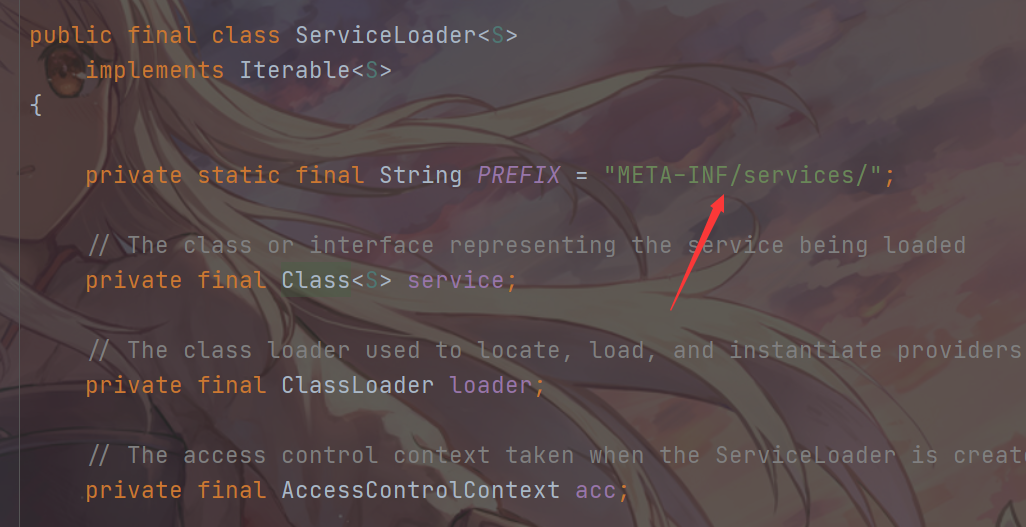 public final class ServiceLoader<S>
implements Iterable<S>
{
private static final String PREFIX = "META-INF/services/";
// The class or interface representing the service being loaded
private final Class<S> service;
// The class loader used to locate, load, and instantiate providers
private final ClassLoader loader;
// The access control context taken when the ServiceLoader is create
private final AccessControlContext acc;